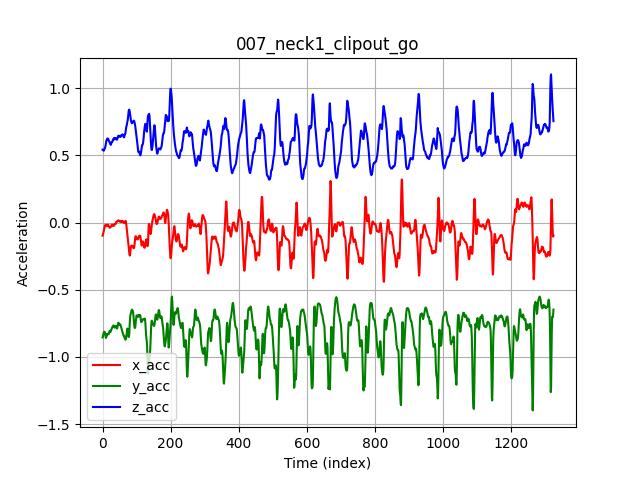 007_neck1_clipout_go
1.0
0.5
0.0
−0.5
−1.0
−1.5
Acceleration
x_acc
y_acc
z_acc
0 200 400 600 800 1000 1200
Time (index)